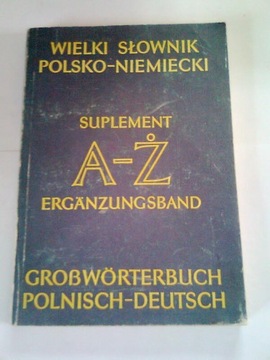 WIELKI SŁOWNIK
POLSKO-NIEMIECKI
SUPLEMENT
A-Ż
ERGÄNZUNGSBAND
GROßWÖRTERBUCH
POLNISCH-DEUTSCH